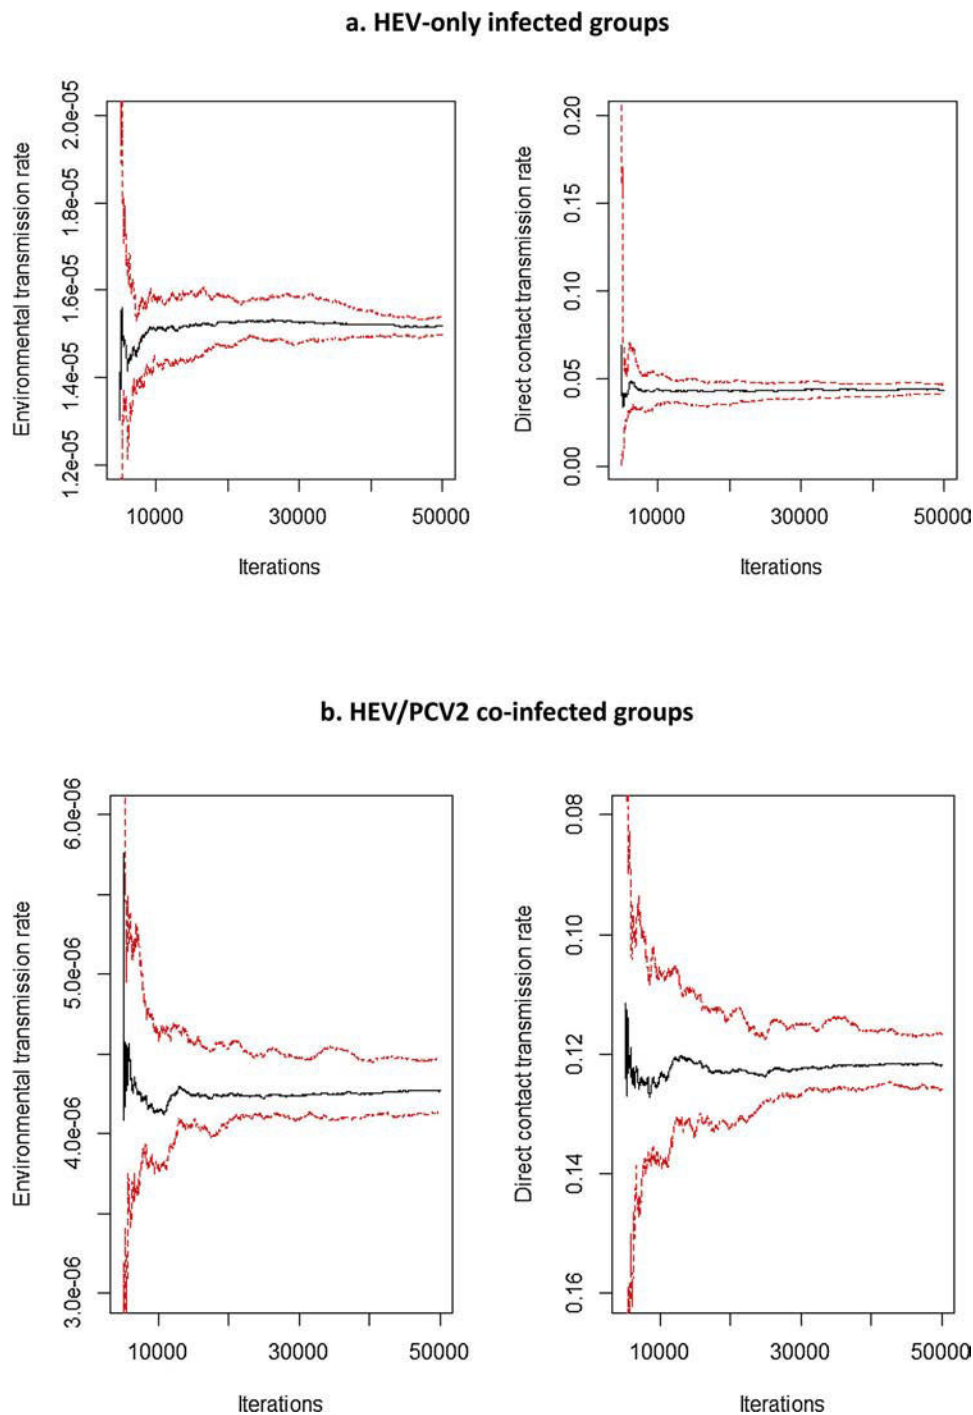 a. HEV-only infected groups
Environmental transmission rate
2.0e-05
1.8e-05
1.6e-05
1.4e-05
1.2e-05
10000 30000 50000
Iterations
Direct contact transmission rate
0.20
0.15
0.10
0.05
0.00
10000 30000 50000
Iterations
b. HEV/PCV2 co-infected groups
Environmental transmission rate
6.0e-06
5.0e-06
4.0e-06
3.0e-06
10000 30000 50000
Iterations
Direct contact transmission rate
0.08
0.10
0.12
0.14
0.16
10000 30000 50000
Iterations